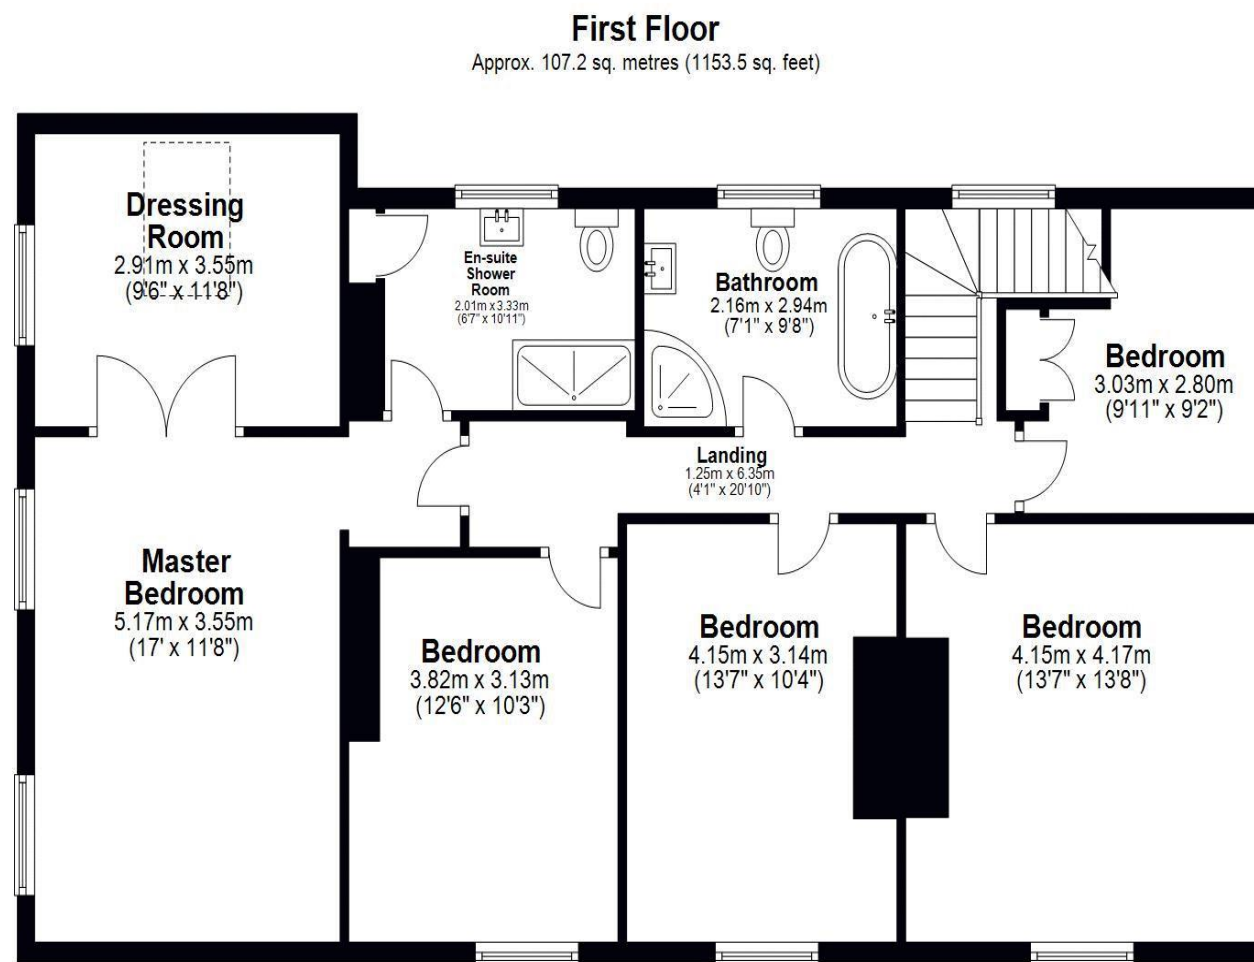 First Floor
Approx. 107.2 sq. metres (1153.5 sq. feet)
Dressing
Room
2.91m x 3.55m
(9'6" x 11'8")
En-suite
Shower
Room
2.01m x 3.33m
(6'7" x 10'11")
Bathroom
2.16m x 2.94m
(7'1" x 9'8")
Bedroom
3.03m x 2.80m
(9'11" x 9'2")
Landing
1.25m x 6.35m
(4'1" x 20'10")
Master
Bedroom
5.17m x 3.55m
(17' x 11'8")
Bedroom
3.82m x 3.13m
(12'6" x 10'3")
Bedroom
4.15m x 3.14m
(13'7" x 10'4")
Bedroom
4.15m x 4.17m
(13'7" x 13'8")